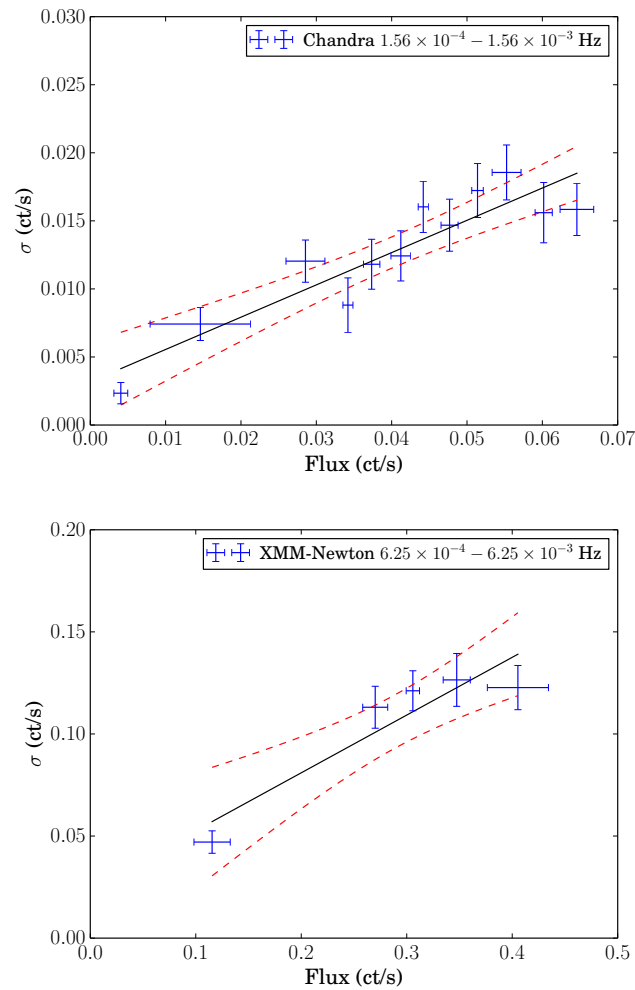 0.030
0.025
0.020
0.015
0.010
0.005
0.000
σ (ct/s)
Chandra 1.56 × 10⁻⁴ − 1.56 × 10⁻³ Hz
0.00 0.01 0.02 0.03 0.04 0.05 0.06 0.07
Flux (ct/s)
0.20
0.15
0.10
0.05
0.00
σ (ct/s)
XMM-Newton 6.25 × 10⁻⁴ − 6.25 × 10⁻³ Hz
0.0 0.1 0.2 0.3 0.4 0.5
Flux (ct/s)